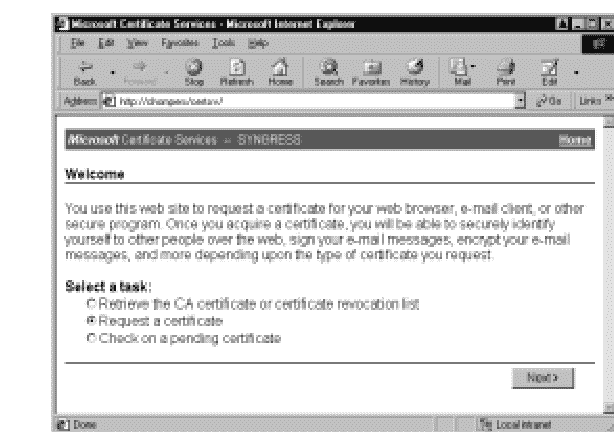 Microsoft Certificate Services - Microsoft Internet Explorer
File Edit View Favorites Tools Help
Back Forward Stop Refresh Home Search Favorites History Mail Print Edit
Address http://dhampers/certsrv/ Go Links »
Microsoft Certificate Services -- SYNGRESS Home
Welcome
You use this web site to request a certificate for your web browser, e-mail client, or other
secure program. Once you acquire a certificate, you will be able to securely identify
yourself to other people over the web, sign your e-mail messages, encrypt your e-mail
messages, and more depending upon the type of certificate you request.
Select a task:
Retrieve the CA certificate or certificate revocation list
Request a certificate
Check on a pending certificate
Next >
Done Local intranet